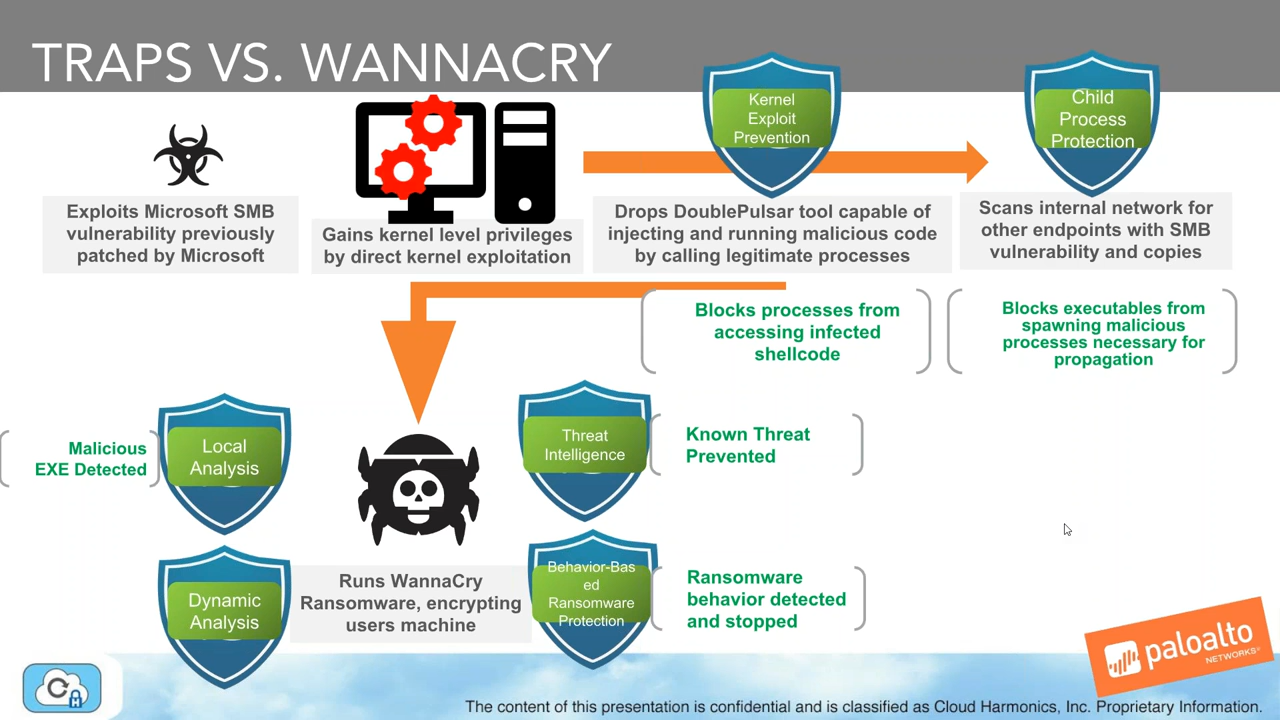 TRAPS VS. WANNACRY
Kernel
Exploit
Prevention
Child
Process
Protection
Exploits Microsoft SMB
vulnerability previously
patched by Microsoft
Gains kernel level privileges
by direct kernel exploitation
Drops DoublePulsar tool capable of
injecting and running malicious code
by calling legitimate processes
Scans internal network for
other endpoints with SMB
vulnerability and copies
Blocks processes from
accessing infected
shellcode
Blocks executables from
spawning malicious
processes necessary for
propagation
Malicious
EXE Detected
Local
Analysis
Threat
Intelligence
Known Threat
Prevented
Dynamic
Analysis
Runs WannaCry
Ransomware, encrypting
users machine
Behavior-Bas
ed
Ransomware
Protection
Ransomware
behavior detected
and stopped
paloalto
NETWORKS®
H
The content of this presentation is confidential and is classified as Cloud Harmonics, Inc. Proprietary Information.